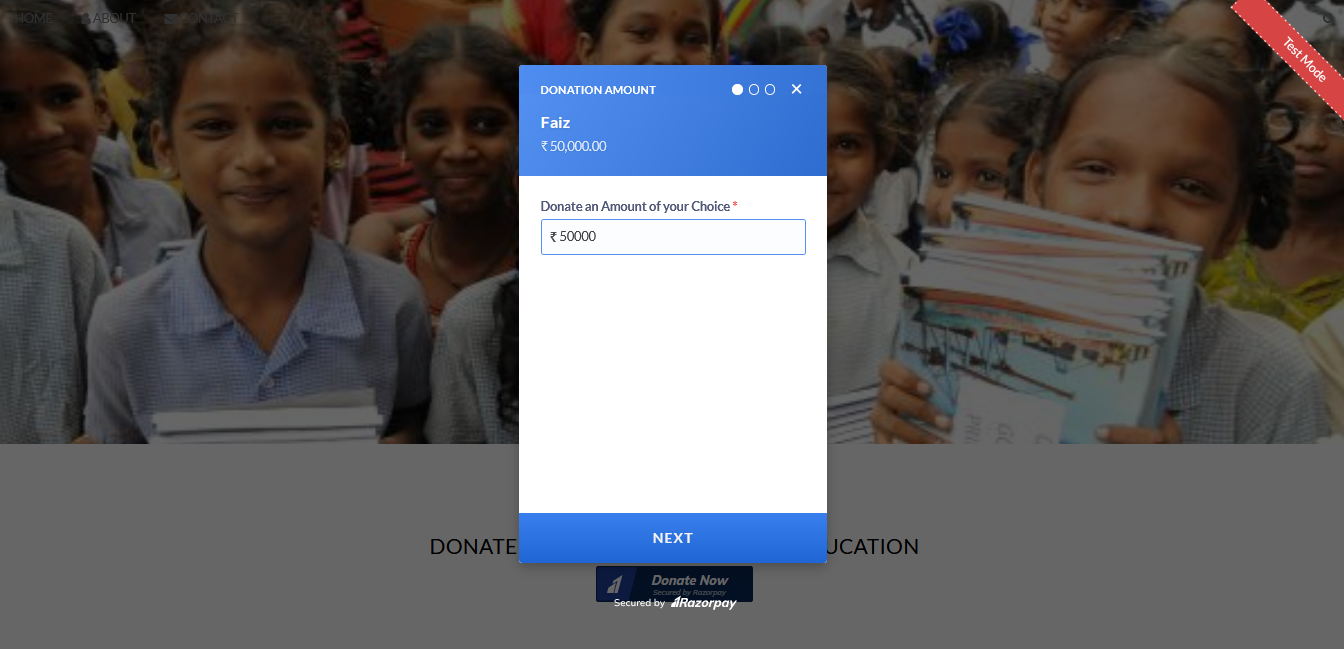 HOME ABOUT CONTACT
Test Mode
DONATION AMOUNT
Faiz
₹ 50,000.00
Donate an Amount of your Choice *
₹ 50000
NEXT
DONATE UCATION
Donate Now
Secured by Razorpay
Secured by Razorpay